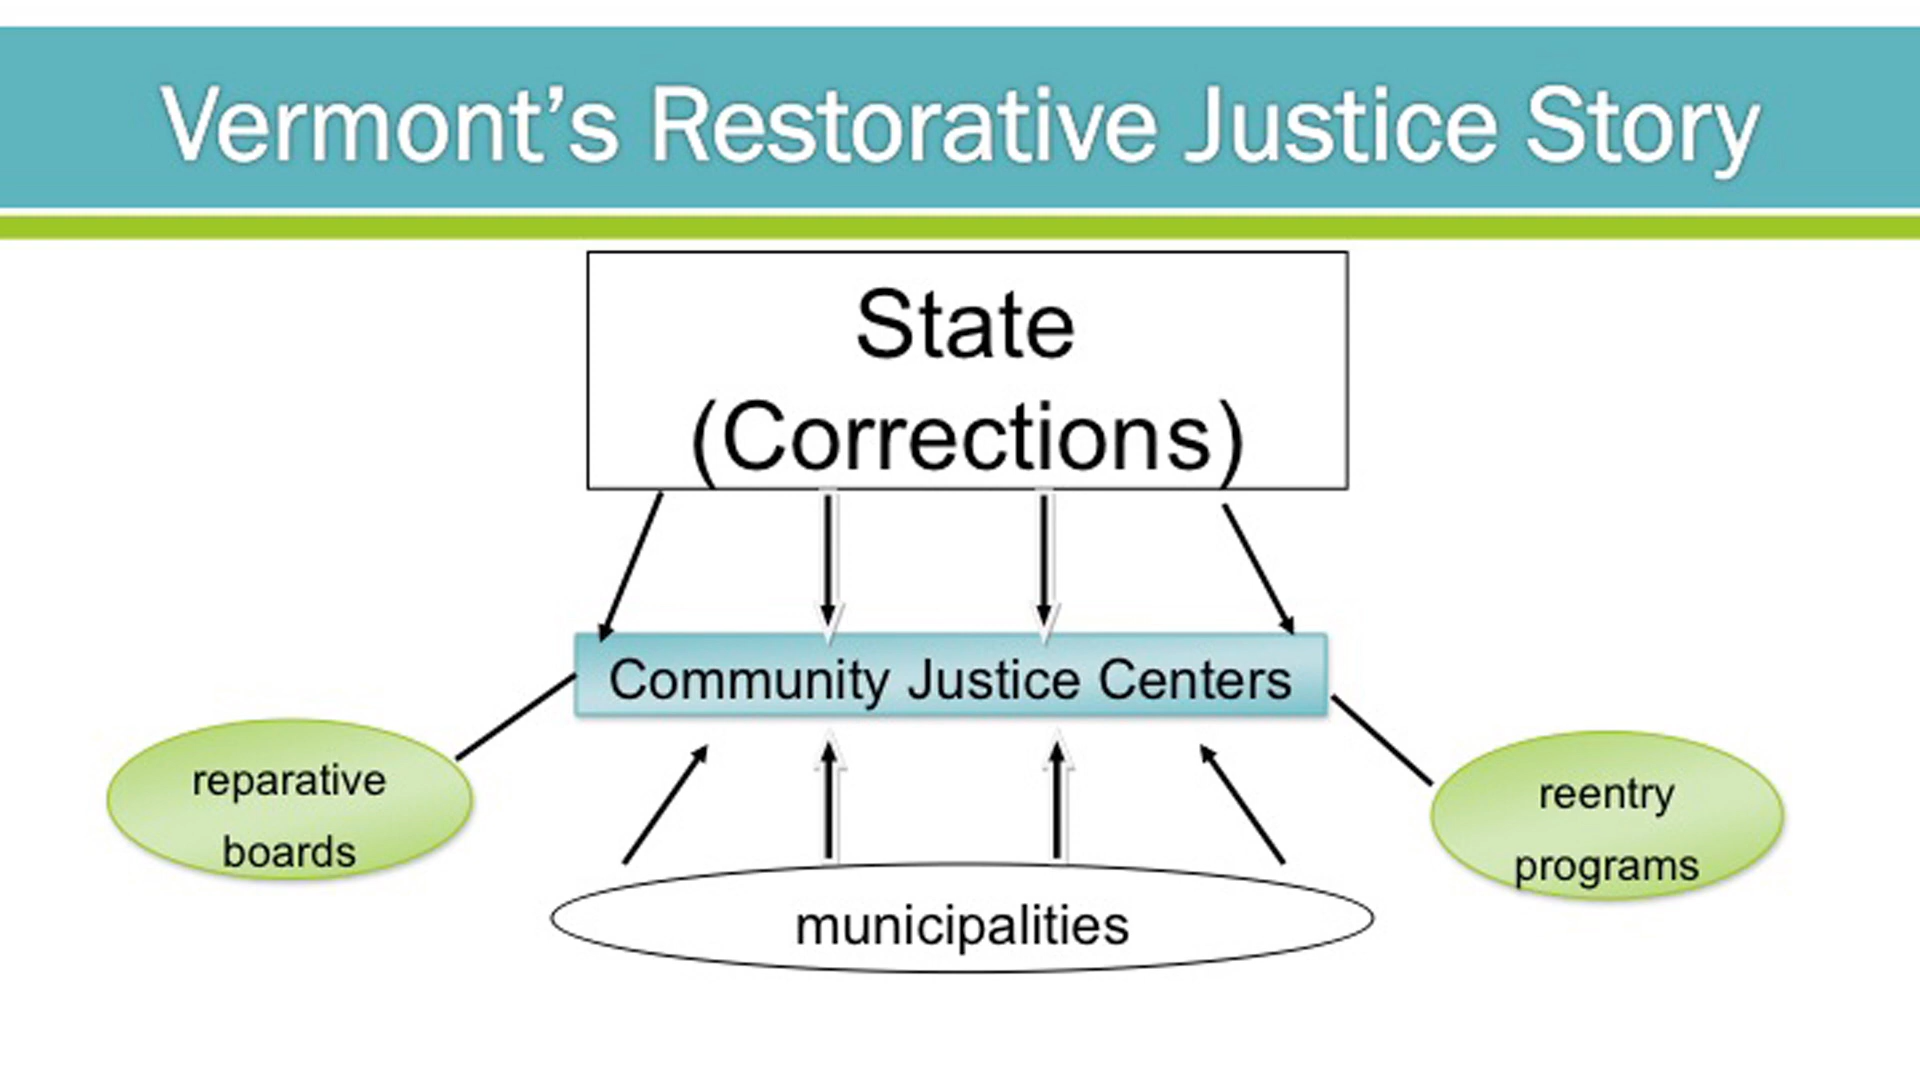 Vermont’s Restorative Justice Story
State
(Corrections)
Community Justice Centers
reparative
boards
reentry
programs
municipalities